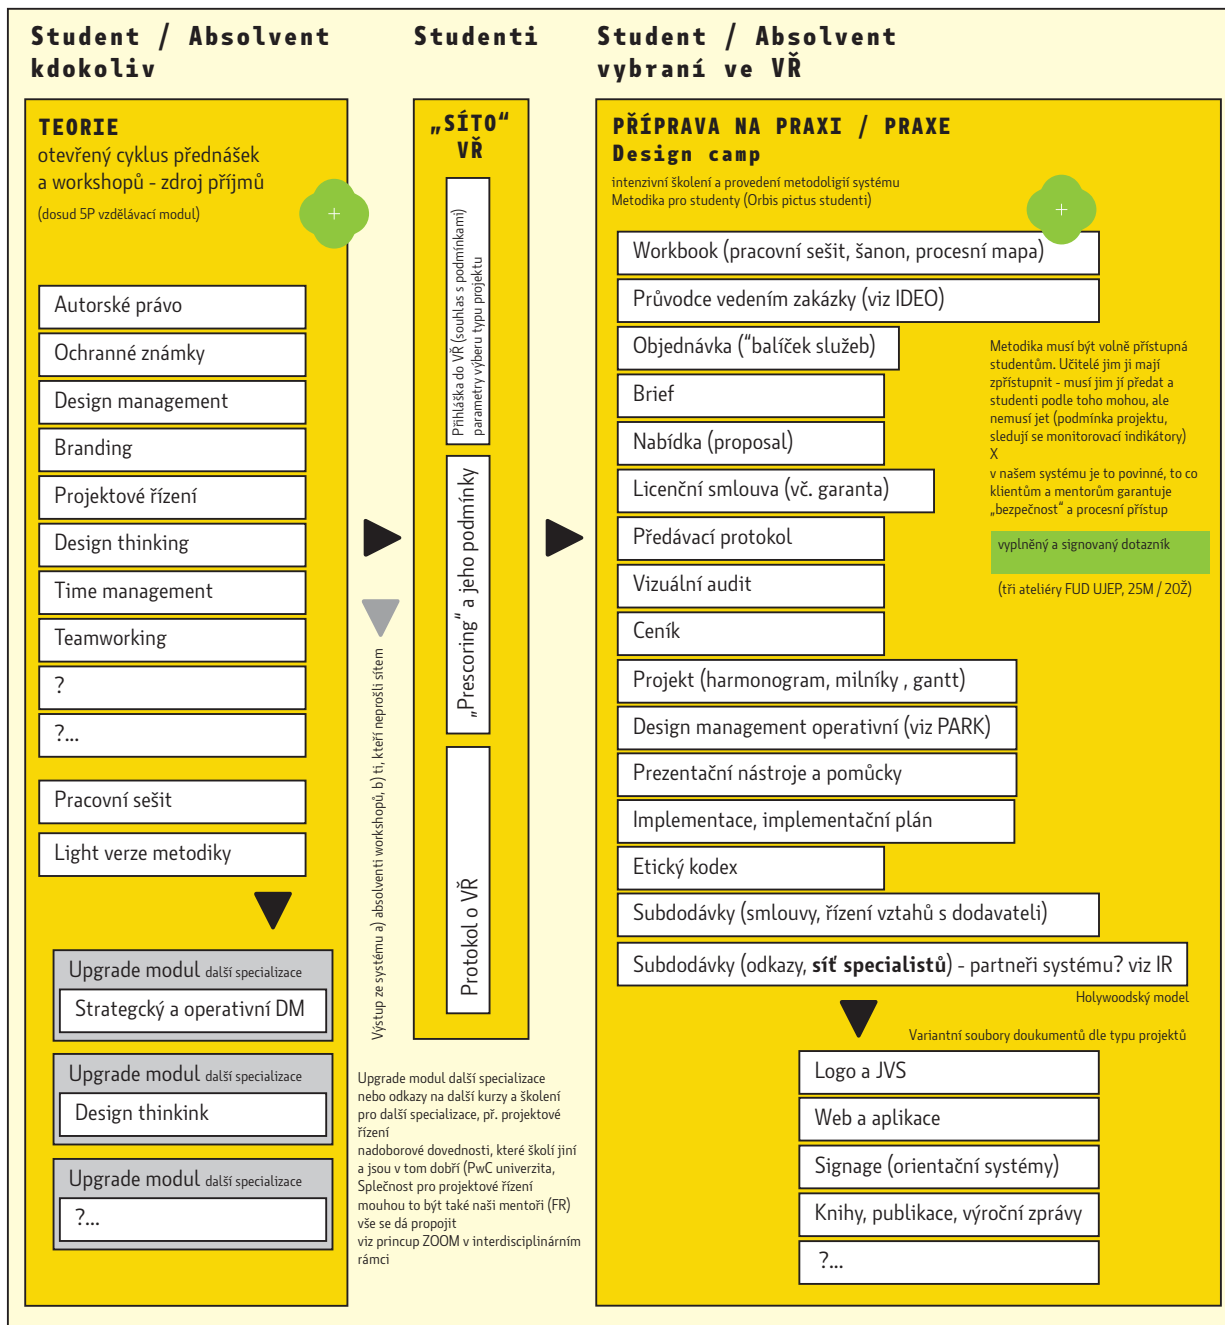 Student / Absolvent
kdokoliv
TEORIE
otevřený cyklus přednášek
a workshopů - zdroj příjmů
(dosud 5P vzdělávací modul)
+
Autorské právo
Ochranné známky
Design management
Branding
Projektové řízení
Design thinking
Time management
Teamworking
?
?...
Pracovní sešit
Light verze metodiky
Upgrade modul další specializace
Strategcký a operativní DM
Upgrade modul další specializace
Design thinkink
Upgrade modul další specializace
?...
Studenti
„SÍTO“
VŘ
Přihláška do VŘ (souhlas s podmínkami)
parametry výberu typu projektu
„Prescoring“ a jeho podmínky
Protokol o VŘ
Výstup ze systému a) absolventi workshopů, b) ti, kteří neprošli sítem
Upgrade modul další specializace
nebo odkazy na další kurzy a školení
pro další specializace, př. projektové
řízení
nadoborové dovednosti, které školí jiní
a jsou v tom dobří (PwC univerzita,
Splečnost pro projektové řízení
mouhou to být také naši mentoři (FR)
vše se dá propojit
viz princup ZOOM v interdisciplinárním
rámci
Student / Absolvent
vybraní ve VŘ
PŘÍPRAVA NA PRAXI / PRAXE
Design camp
intenzivní školení a provedení metodoligií systému
Metodika pro studenty (Orbis pictus studenti)
+
Workbook (pracovní sešit, šanon, procesní mapa)
Průvodce vedením zakázky (viz IDEO)
Objednávka (“balíček služeb)
Brief
Nabídka (proposal)
Licenční smlouva (vč. garanta)
Předávací protokol
Vizuální audit
Ceník
Projekt (harmonogram, milníky , gantt)
Design management operativní (viz PARK)
Prezentační nástroje a pomůcky
Implementace, implementační plán
Etický kodex
Subdodávky (smlouvy, řízení vztahů s dodavateli)
Subdodávky (odkazy, síť specialistů) - partneři systému? viz IR
Holywoodský model
Metodika musí být volně přístupná
studentům. Učitelé jim ji mají
zpřístupnit - musí jim jí předat a
studenti podle toho mohou, ale
nemusí jet (podmínka projektu,
sledují se monitorovací indikátory)
X
v našem systému je to povinné, to co
klientům a mentorům garantuje
„bezpečnost“ a procesní přístup
vyplněný a signovaný dotazník
(tři ateliéry FUD UJEP, 25M / 20Ž)
Variantní soubory doukumentů dle typu projektů
Logo a JVS
Web a aplikace
Signage (orientační systémy)
Knihy, publikace, výroční zprávy
?...